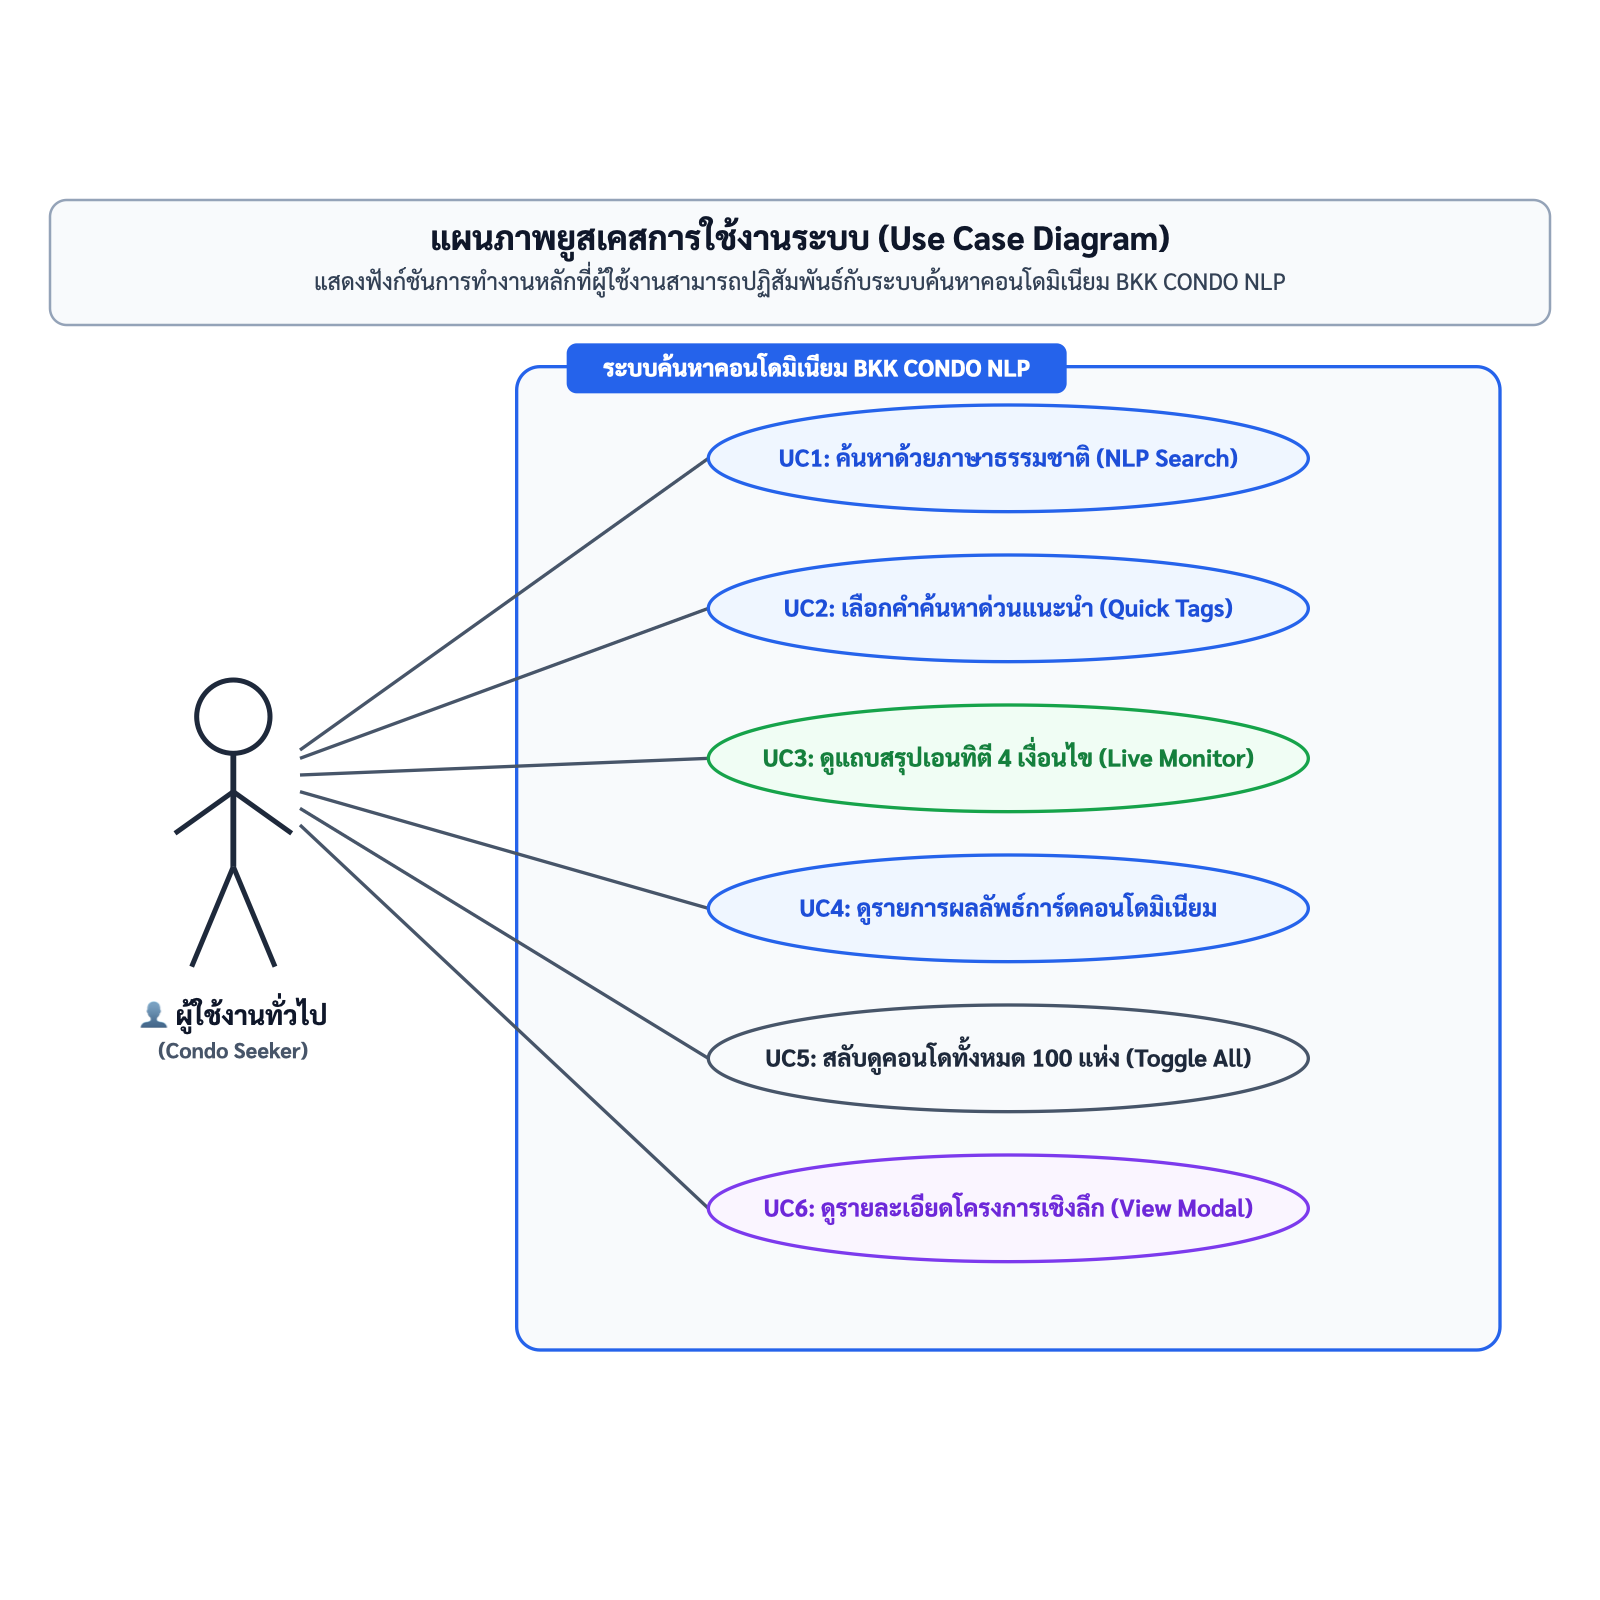 แผนภาพยูสเคสการใช้งานระบบ (Use Case Diagram)
แสดงฟังก์ชันการทำงานหลักที่ผู้ใช้งานสามารถปฏิสัมพันธ์กับระบบค้นหาคอนโดมิเนียม BKK CONDO NLP
ระบบค้นหาคอนโดมิเนียม BKK CONDO NLP
UC1: ค้นหาด้วยภาษาธรรมชาติ (NLP Search)
UC2: เลือกคำค้นหาด่วนแนะนำ (Quick Tags)
UC3: ดูแถบสรุปเอนทิตี 4 เงื่อนไข (Live Monitor)
UC4: ดูรายการผลลัพธ์การ์ดคอนโดมิเนียม
UC5: สลับดูคอนโดทั้งหมด 100 แห่ง (Toggle All)
UC6: ดูรายละเอียดโครงการเชิงลึก (View Modal)
👤 ผู้ใช้งานทั่วไป
(Condo Seeker)